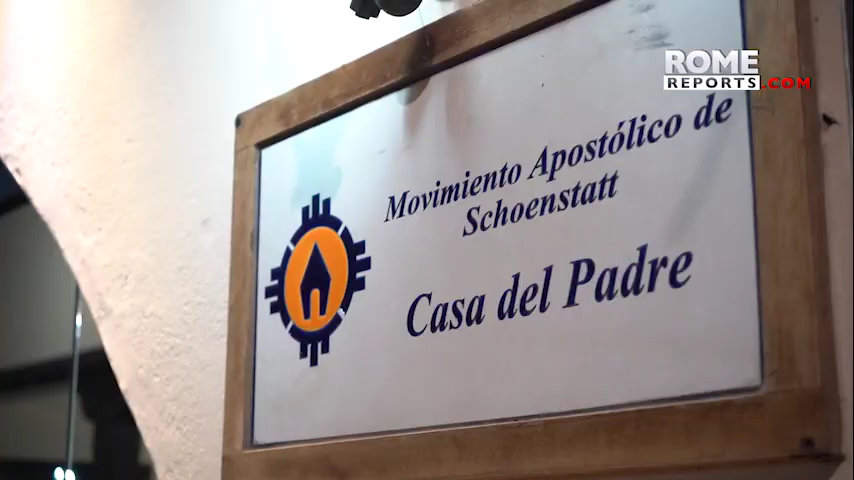 ROME
REPORTS.COM
Movimiento Apostólico de
Schoenstatt
Casa del Padre